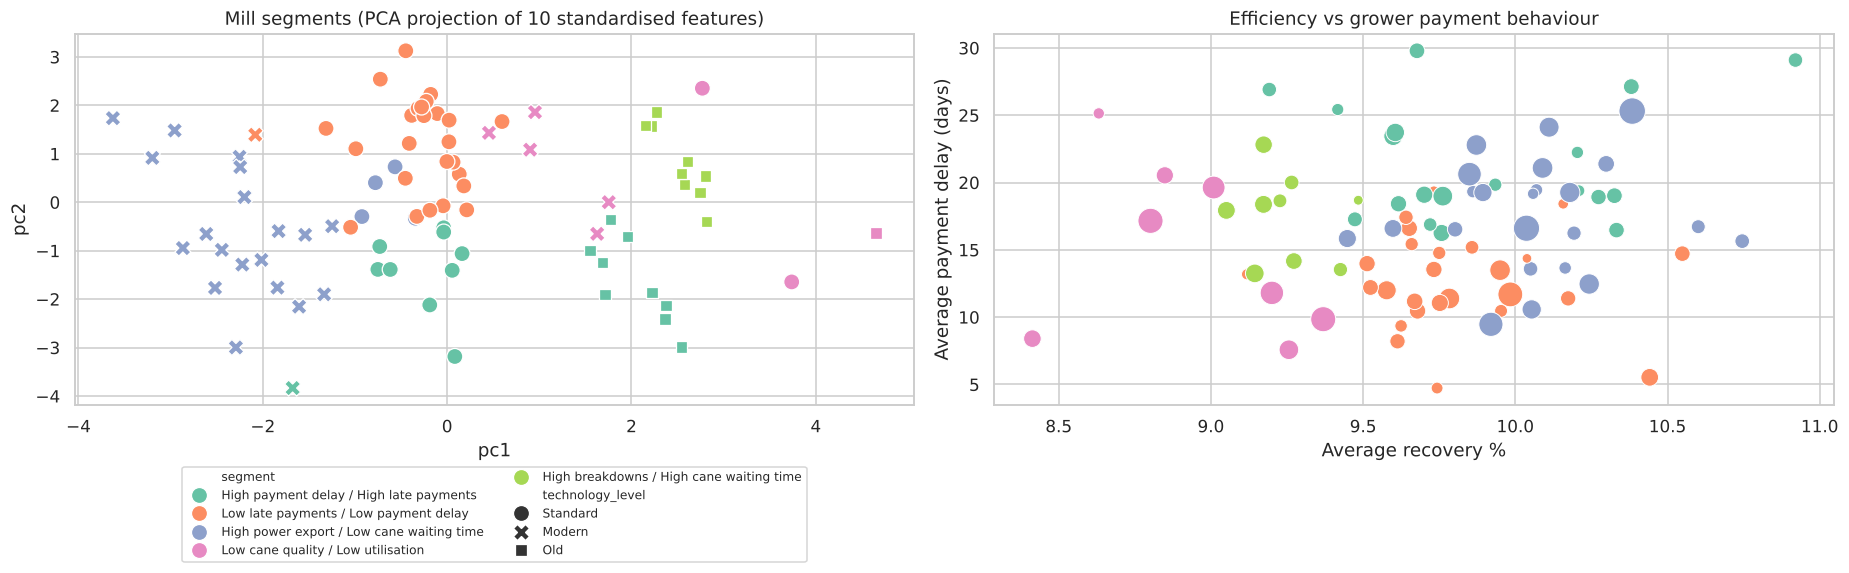 Mill segments (PCA projection of 10 standardised features)
3
2
1
0
−1
−2
−3
−4
pc2
−4
−2
0
2
4
pc1
segment
High payment delay / High late payments
Low late payments / Low payment delay
High power export / Low cane waiting time
Low cane quality / Low utilisation
High breakdowns / High cane waiting time
technology_level
Standard
Modern
Old
Efficiency vs grower payment behaviour
30
25
20
15
10
5
Average payment delay (days)
8.5
9.0
9.5
10.0
10.5
11.0
Average recovery %